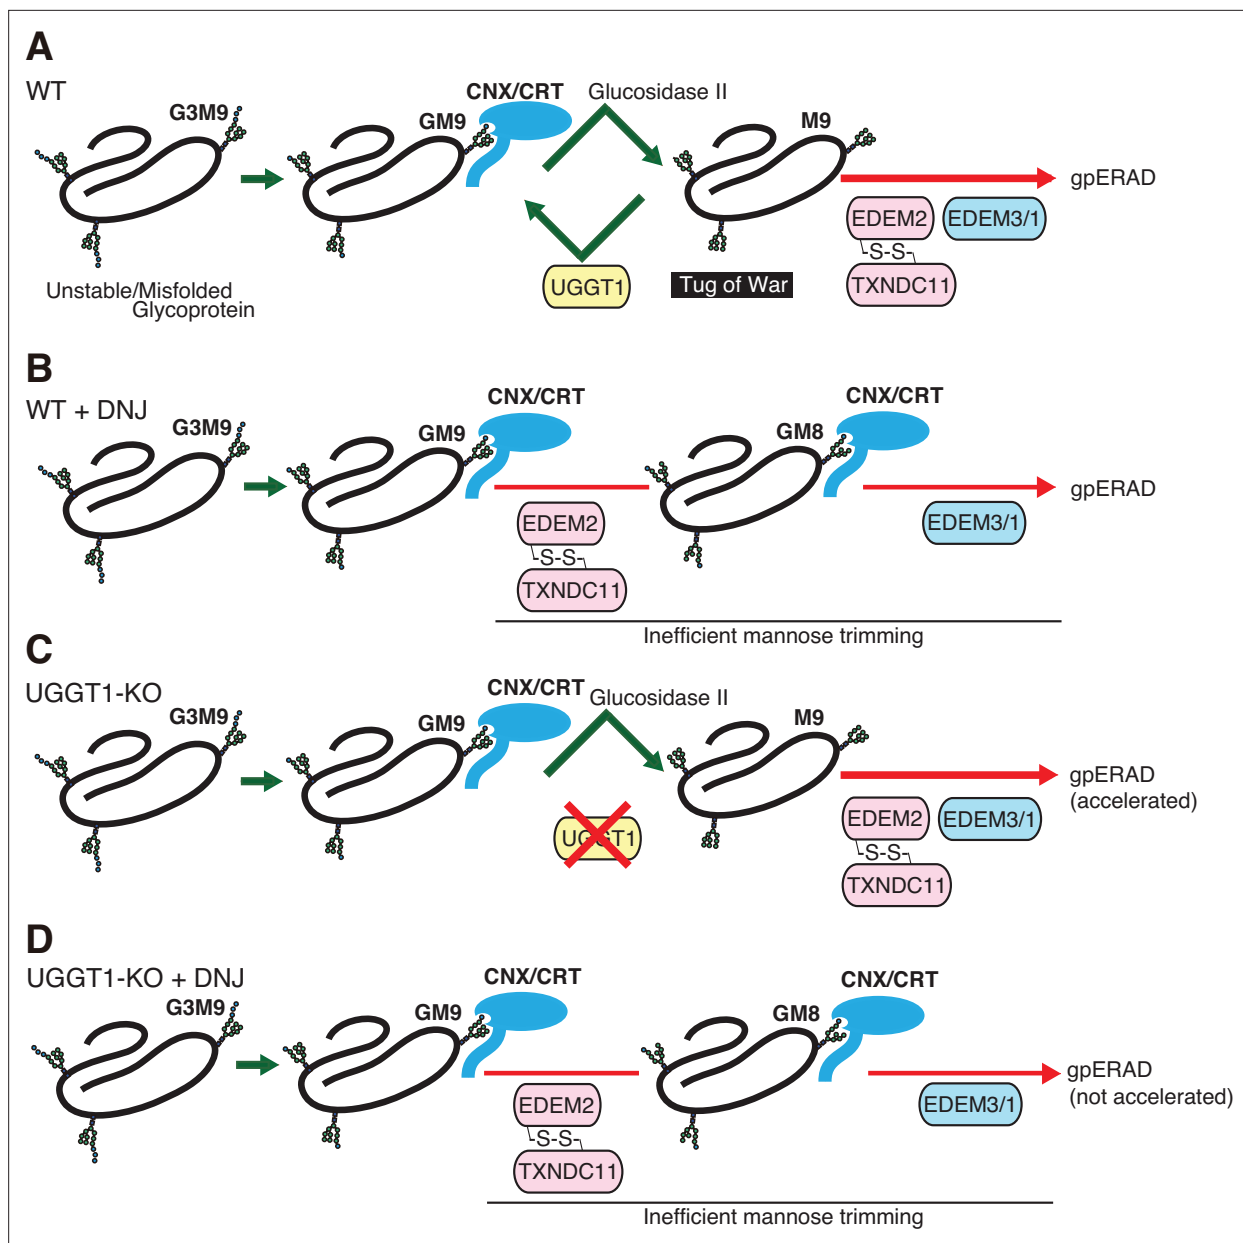 A
WT
G3M9
GM9
CNX/CRT
Glucosidase II
M9
gpERAD
EDEM2
EDEM3/1
-S-S-
TXNDC11
UGGT1
Tug of War
Unstable/Misfolded
Glycoprotein
B
WT + DNJ
G3M9
GM9
CNX/CRT
GM8
CNX/CRT
gpERAD
EDEM2
-S-S-
TXNDC11
EDEM3/1
Inefficient mannose trimming
C
UGGT1-KO
G3M9
GM9
CNX/CRT
Glucosidase II
M9
gpERAD
(accelerated)
UGGT1
EDEM2
EDEM3/1
-S-S-
TXNDC11
D
UGGT1-KO + DNJ
G3M9
GM9
CNX/CRT
GM8
CNX/CRT
gpERAD
(not accelerated)
EDEM2
-S-S-
TXNDC11
EDEM3/1
Inefficient mannose trimming